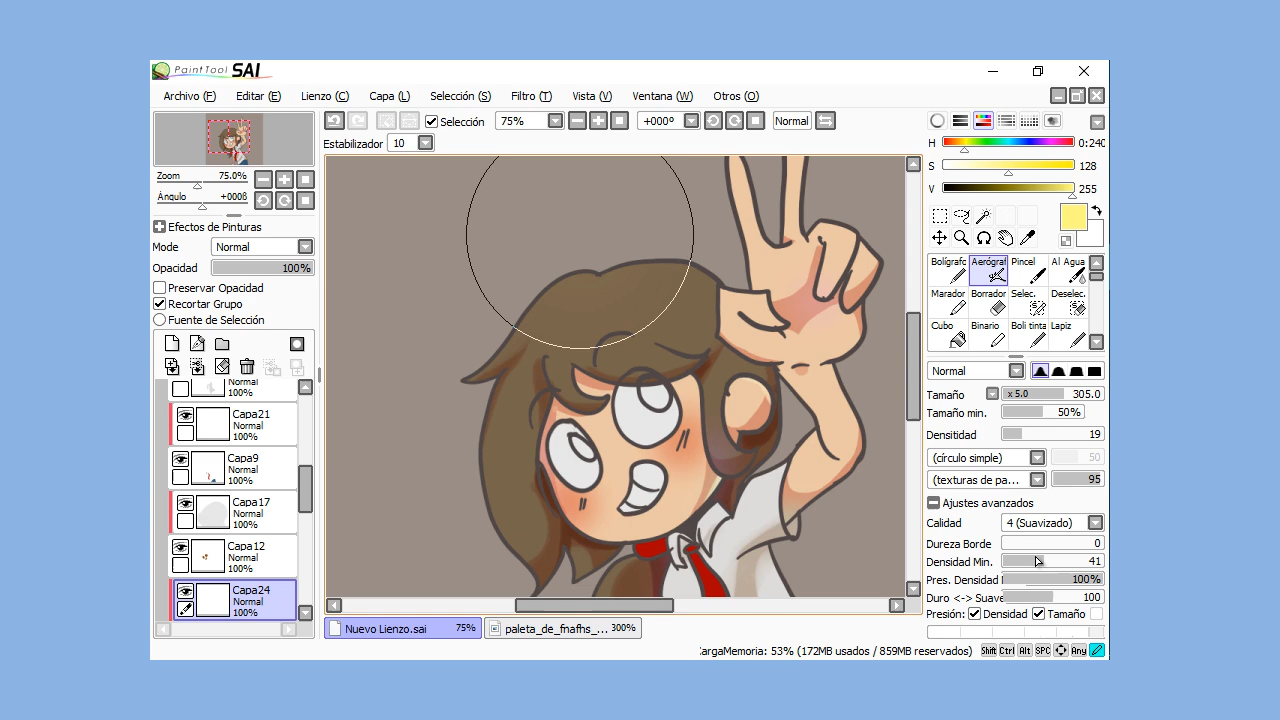 PaintTool SAI
Archivo (F) Editar (E) Lienzo (C) Capa (L) Selección (S) Filtro (T) Vista (V) Ventana (W) Otros (O)
Selección 75% +000º Normal
Estabilizador 10
Zoom 75.0%
Ángulo +000ß
Efectos de Pinturas
Mode Normal
Opacidad 100%
Preservar Opacidad
Recortar Grupo
Fuente de Selección
Normal
100%
Capa21
Normal
100%
Capa9
Normal
100%
Capa17
Normal
100%
Capa12
Normal
100%
Capa24
Normal
100%
H 0:240
S 128
V 255
Bolígrafc Aerógraf Pincel Al Agua
Marador Borrador Selec. Deselec.
Cubo Binario Boli tinta Lapiz
Normal
Tamaño x 5.0 305.0
Tamaño min. 50%
Densitidad 19
(círculo simple) 50
(texturas de pa... 95
Ajustes avanzados
Calidad 4 (Suavizado)
Dureza Borde 0
Densidad Min. 41
Pres. Densidad 100%
Duro <-> Suave 100
Presión: Densidad Tamaño
Nuevo Lienzo.sai 75% paleta_de_fnafhs_... 300%
argaMemoria: 53% (172MB usados / 859MB reservados) Shift Ctrl Alt SPC Any